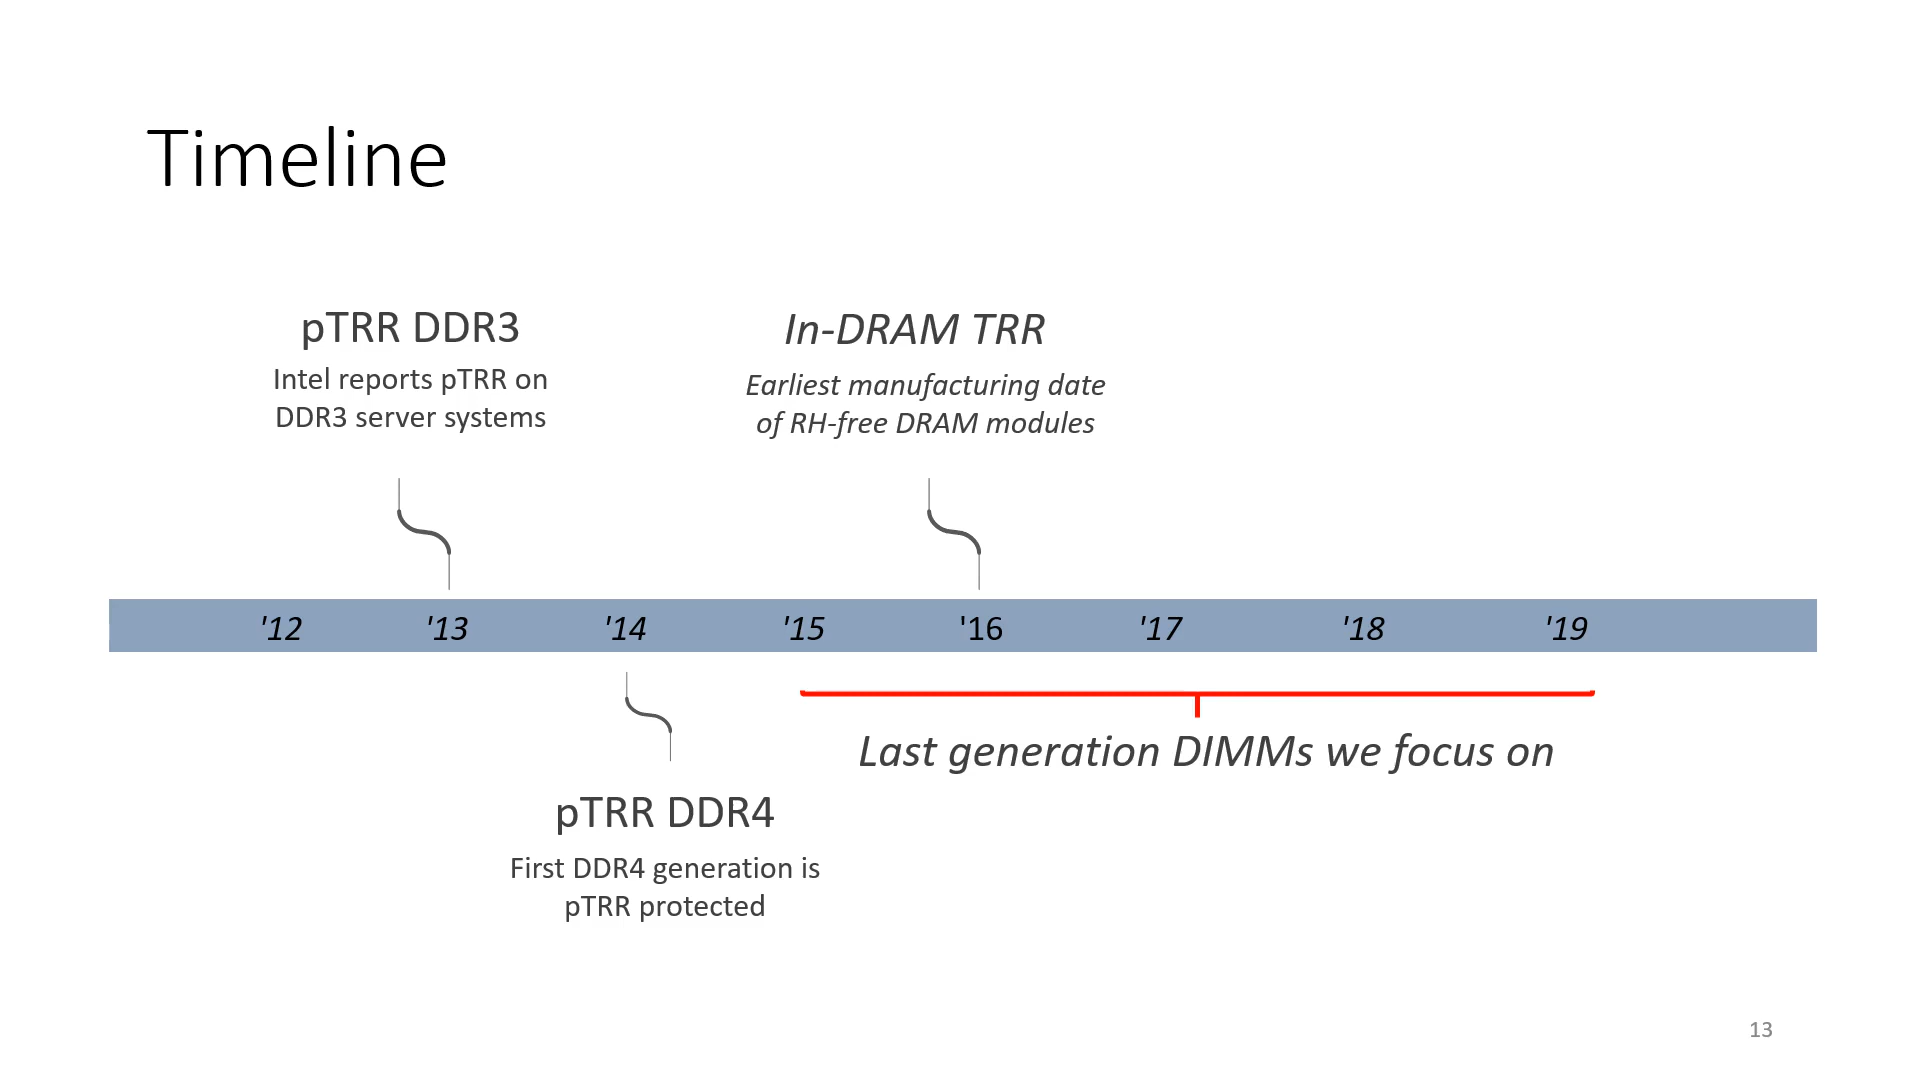 Timeline
pTRR DDR3
Intel reports pTRR on
DDR3 server systems
In-DRAM TRR
Earliest manufacturing date
of RH-free DRAM modules
'12 '13 '14 '15 '16 '17 '18 '19
Last generation DIMMs we focus on
pTRR DDR4
First DDR4 generation is
pTRR protected
13